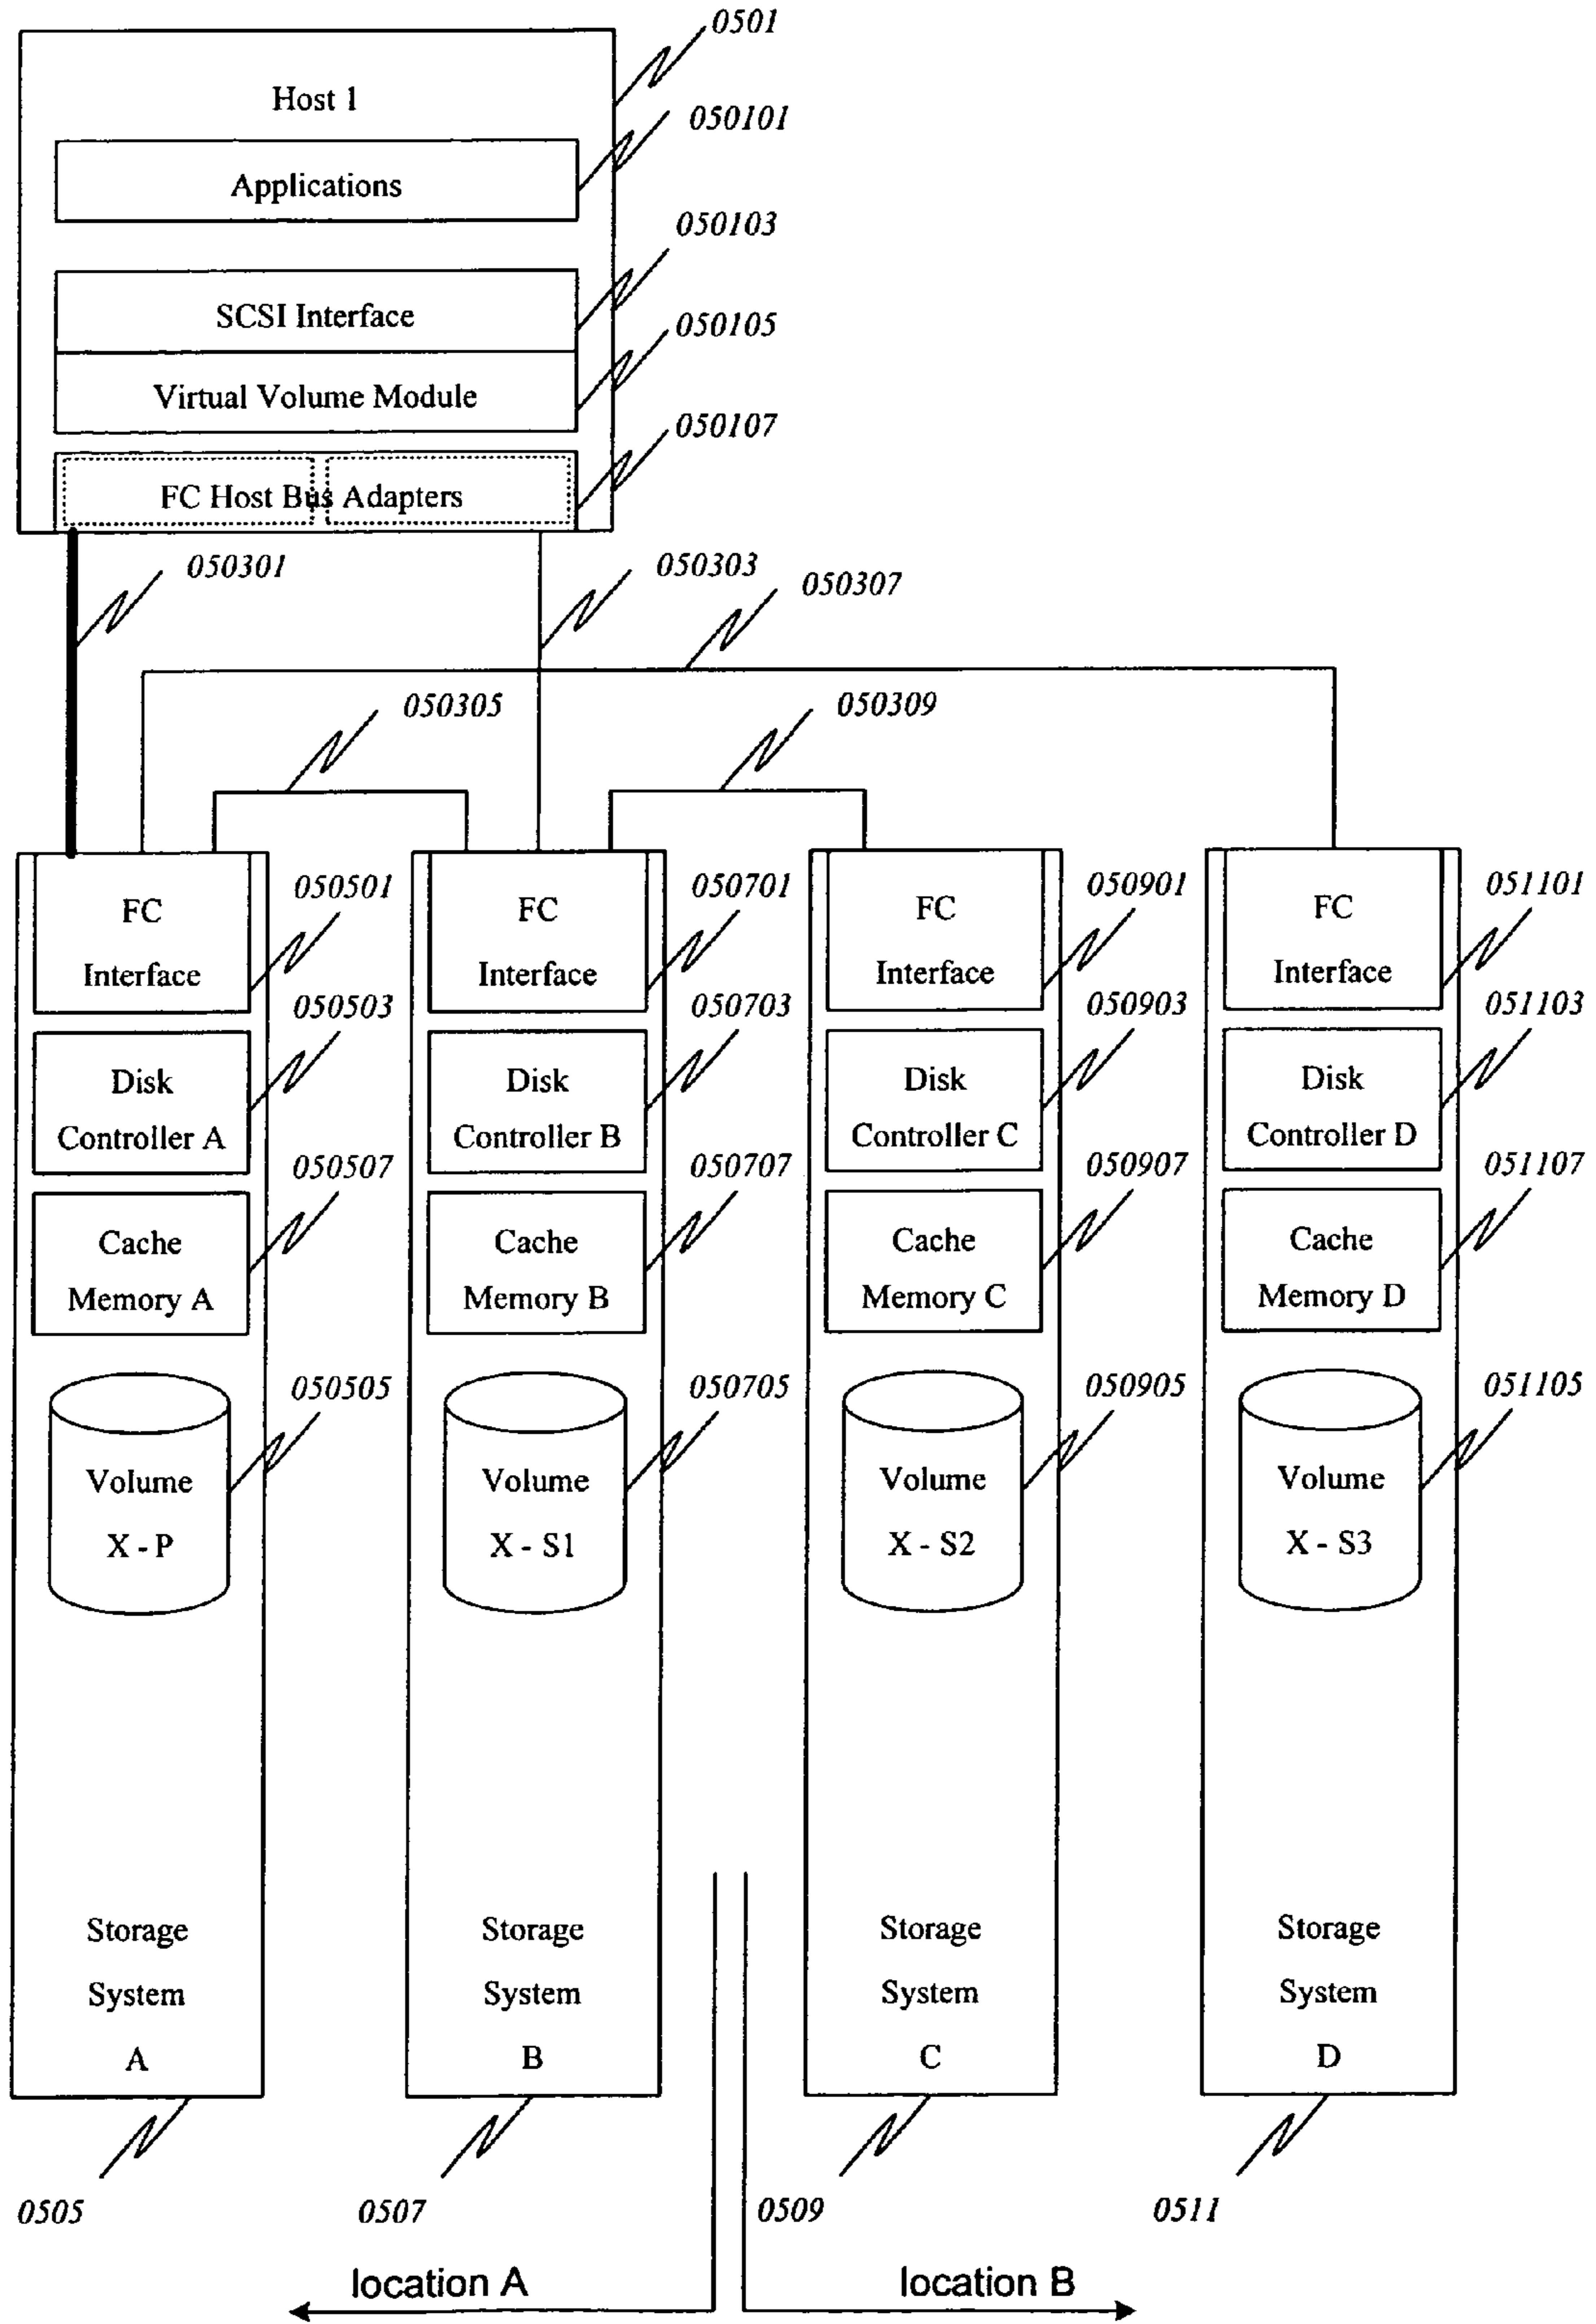 0501
Host 1
050101
Applications
050103
SCSI Interface
050105
Virtual Volume Module
050107
FC Host Bus Adapters
050301
050303
050307
050305
050309
FC
Interface
050501
FC
Interface
050701
FC
Interface
050901
FC
Interface
051101
Disk
Controller A
050503
Disk
Controller B
050703
Disk
Controller C
050903
Disk
Controller D
051103
Cache
Memory A
050507
Cache
Memory B
050707
Cache
Memory C
050907
Cache
Memory D
051107
Volume
X - P
050505
Volume
X - S1
050705
Volume
X - S2
050905
Volume
X - S3
051105
Storage
System
A
Storage
System
B
Storage
System
C
Storage
System
D
0505
0507
0509
0511
location A
location B